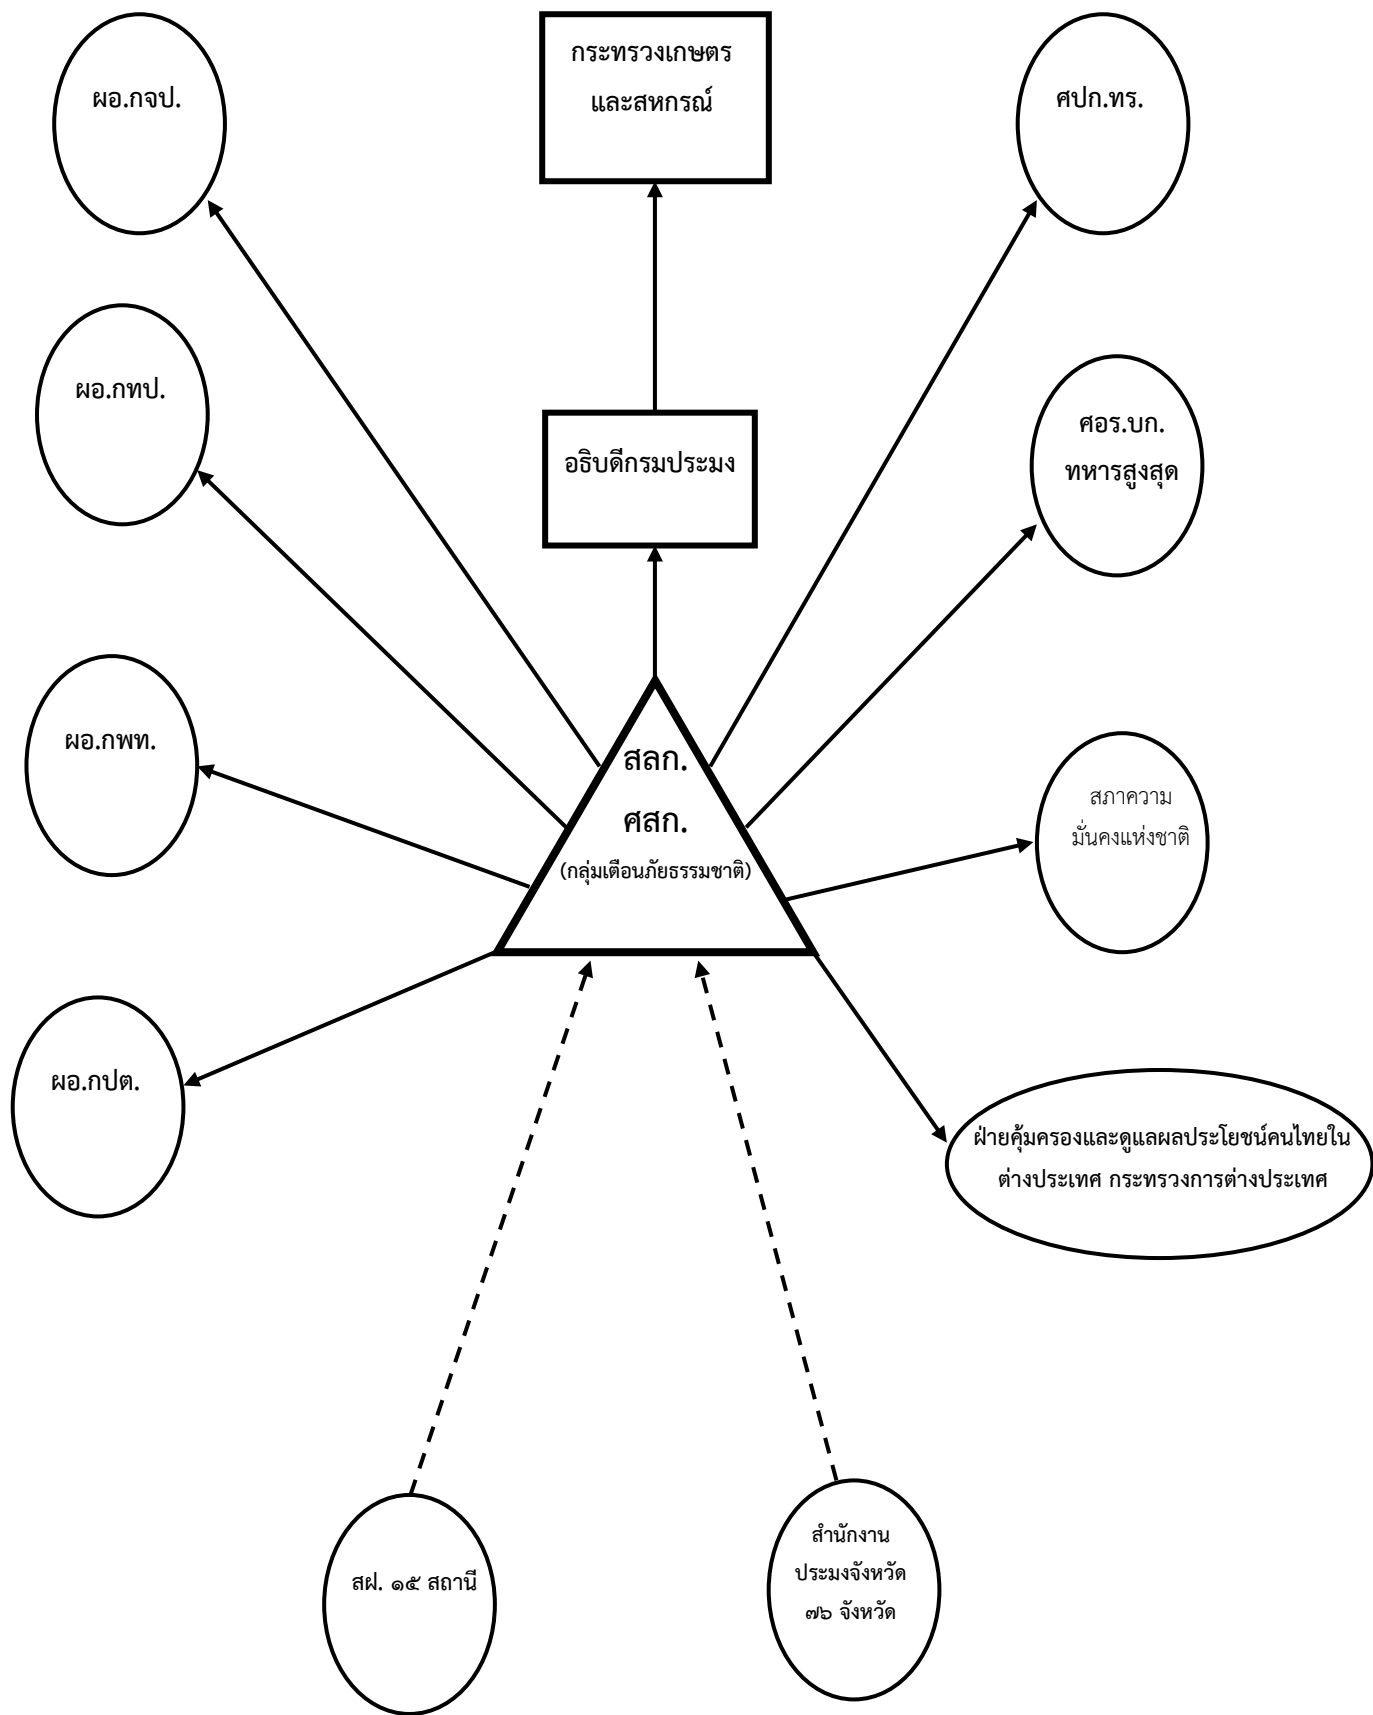 ผอ.กจป.
กระทรวงเกษตร
และสหกรณ์
ศปก.ทร.
ผอ.กทป.
อธิบดีกรมประมง
ศอร.บก.
ทหารสูงสุด
ผอ.กพท.
สลก.
ศสก.
(กลุ่มเตือนภัยธรรมชาติ)
สภาความ
มั่นคงแห่งชาติ
ผอ.กปต.
ฝ่ายคุ้มครองและดูแลผลประโยชน์คนไทยใน
ต่างประเทศ กระทรวงการต่างประเทศ
สฝ. ๑๕ สถานี
สำนักงาน
ประมงจังหวัด
๗๖ จังหวัด